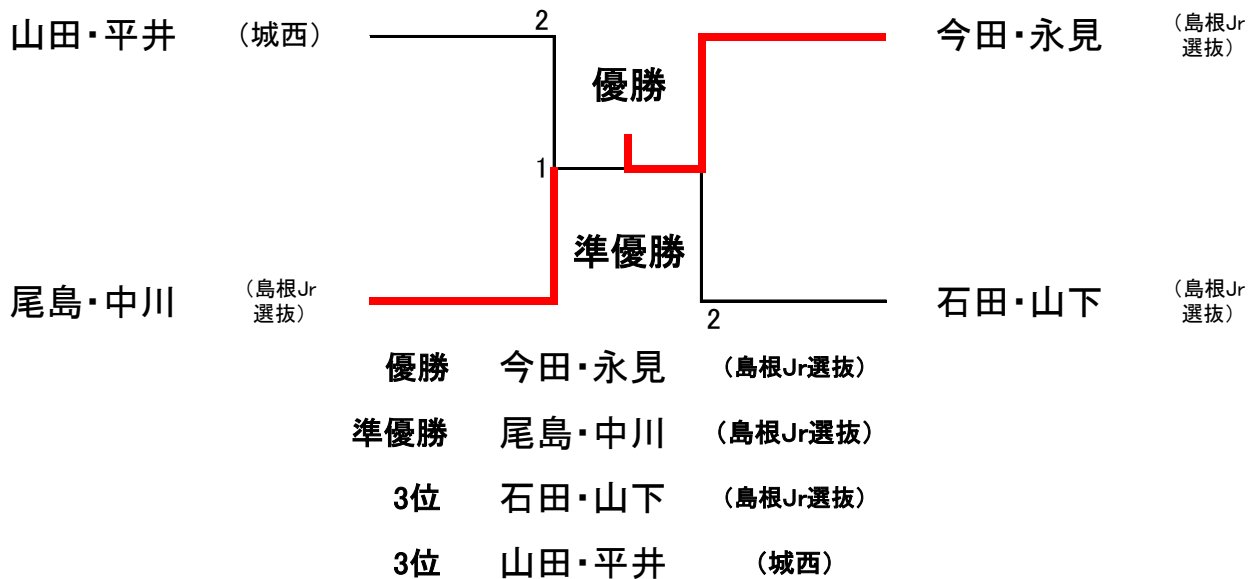 山田・平井 （城西） 2 今田・永見 （島根Jr
選抜）
優勝
1
準優勝
尾島・中川 （島根Jr
選抜）
石田・山下 （島根Jr
選抜）
2
優勝 今田・永見 （島根Jr選抜）
準優勝 尾島・中川 （島根Jr選抜）
3位 石田・山下 （島根Jr選抜）
3位 山田・平井 （城西）